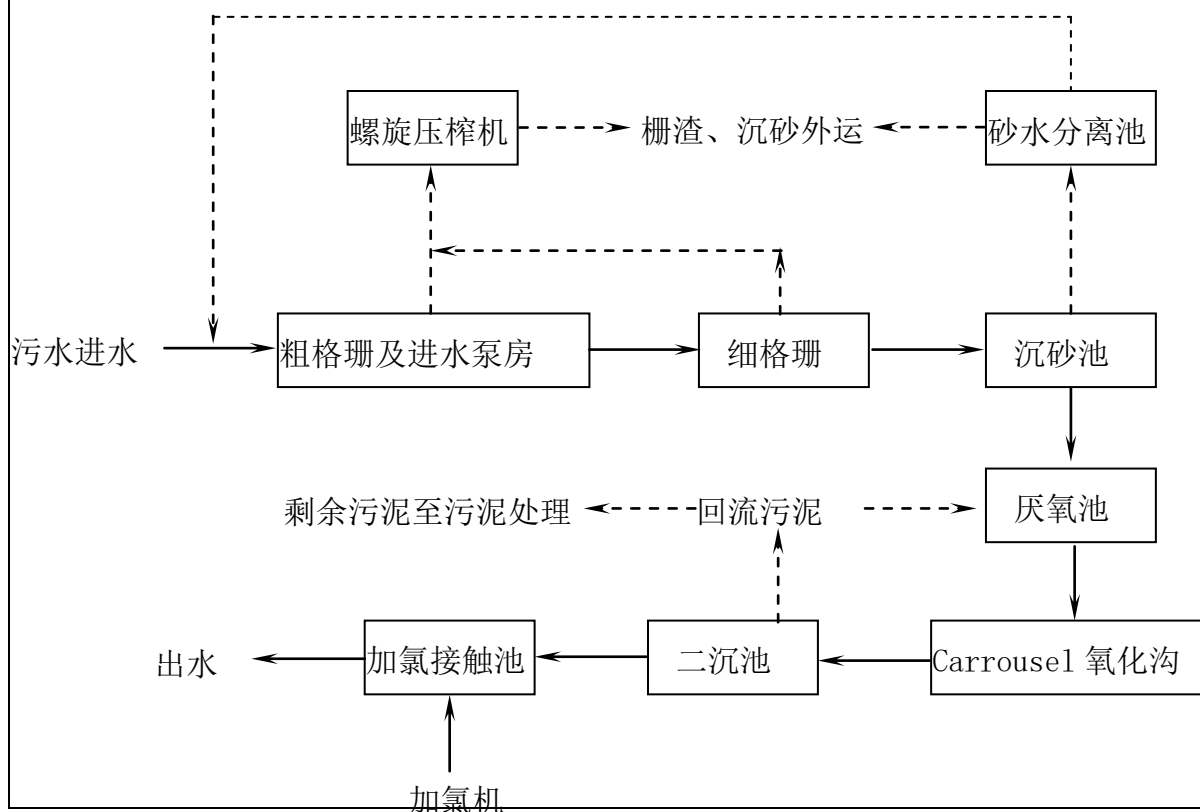 螺旋压榨机
栅渣、沉砂外运
砂水分离池
污水进水
粗格珊及进水泵房
细格珊
沉砂池
剩余污泥至污泥处理
回流污泥
厌氧池
出水
加氯接触池
二沉池
Carrousel 氧化沟
加氯机